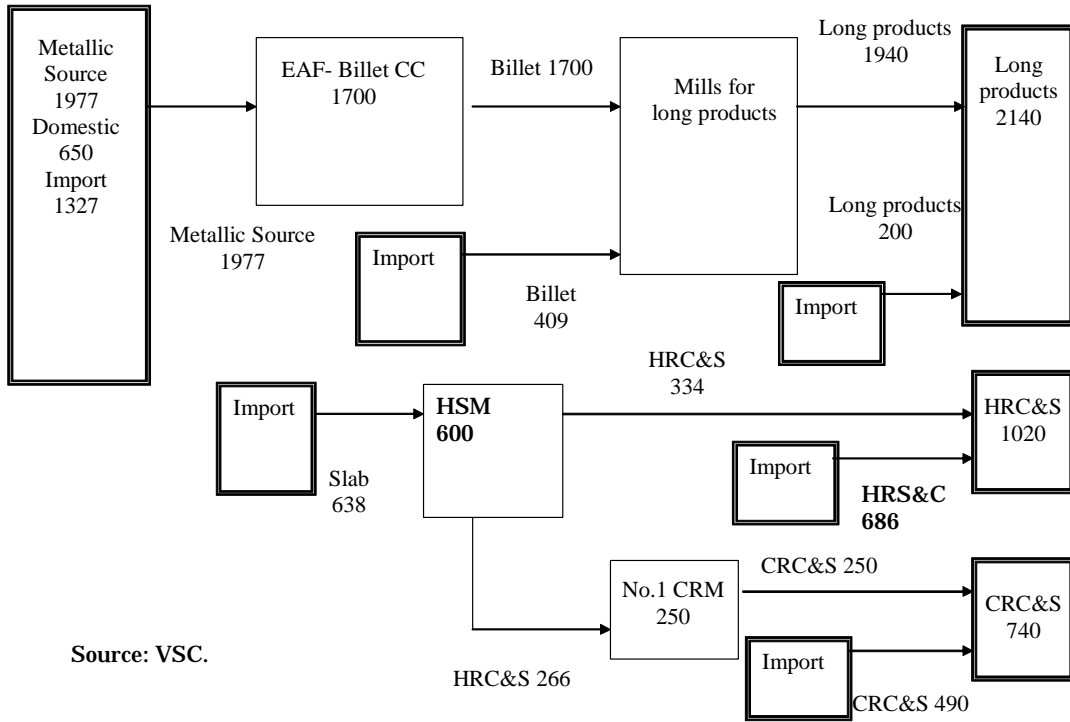 Metallic
Source
1977
Domestic
650
Import
1327
Metallic Source
1977
EAF- Billet CC
1700
Billet 1700
Import
Billet
409
Mills for
long products
Long products
1940
Long products
200
Import
Long
products
2140
Import
Slab
638
HSM
600
HRC&S
334
Import
HRS&C
686
HRC&S
1020
HRC&S 266
No.1 CRM
250
CRC&S 250
Import
CRC&S 490
CRC&S
740
Source: VSC.